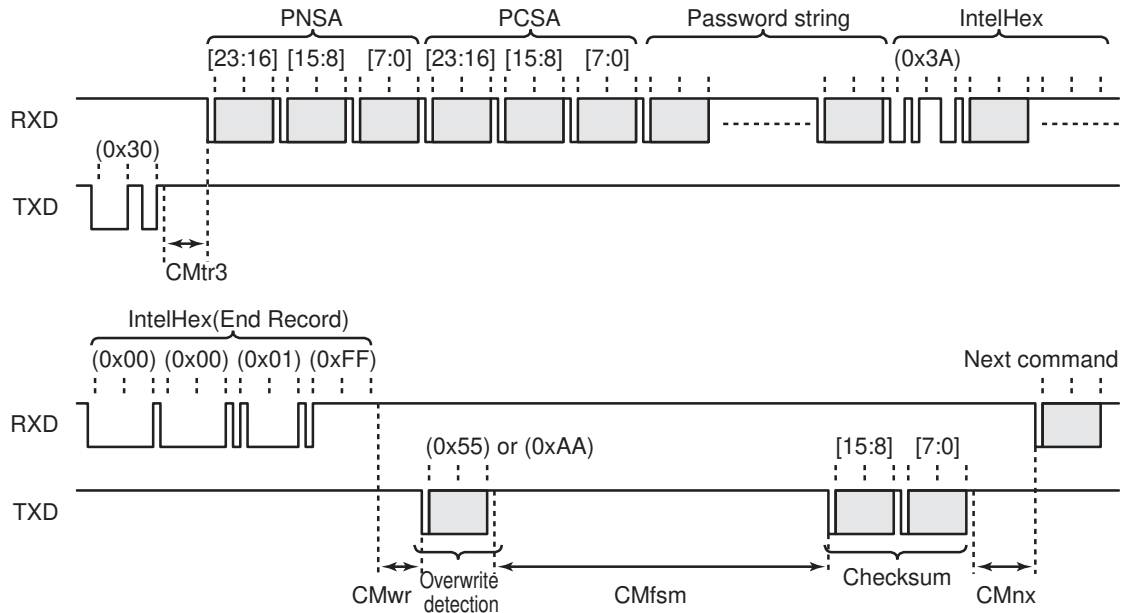 PNSA PCSA Password string IntelHex
[23:16] [15:8] [7:0] [23:16] [15:8] [7:0] (0x3A)
RXD
(0x30)
TXD
CMtr3
IntelHex(End Record)
(0x00) (0x00) (0x01) (0xFF) Next command
RXD
(0x55) or (0xAA) [15:8] [7:0]
TXD
CMwr Overwrite detection CMfsm Checksum CMnx